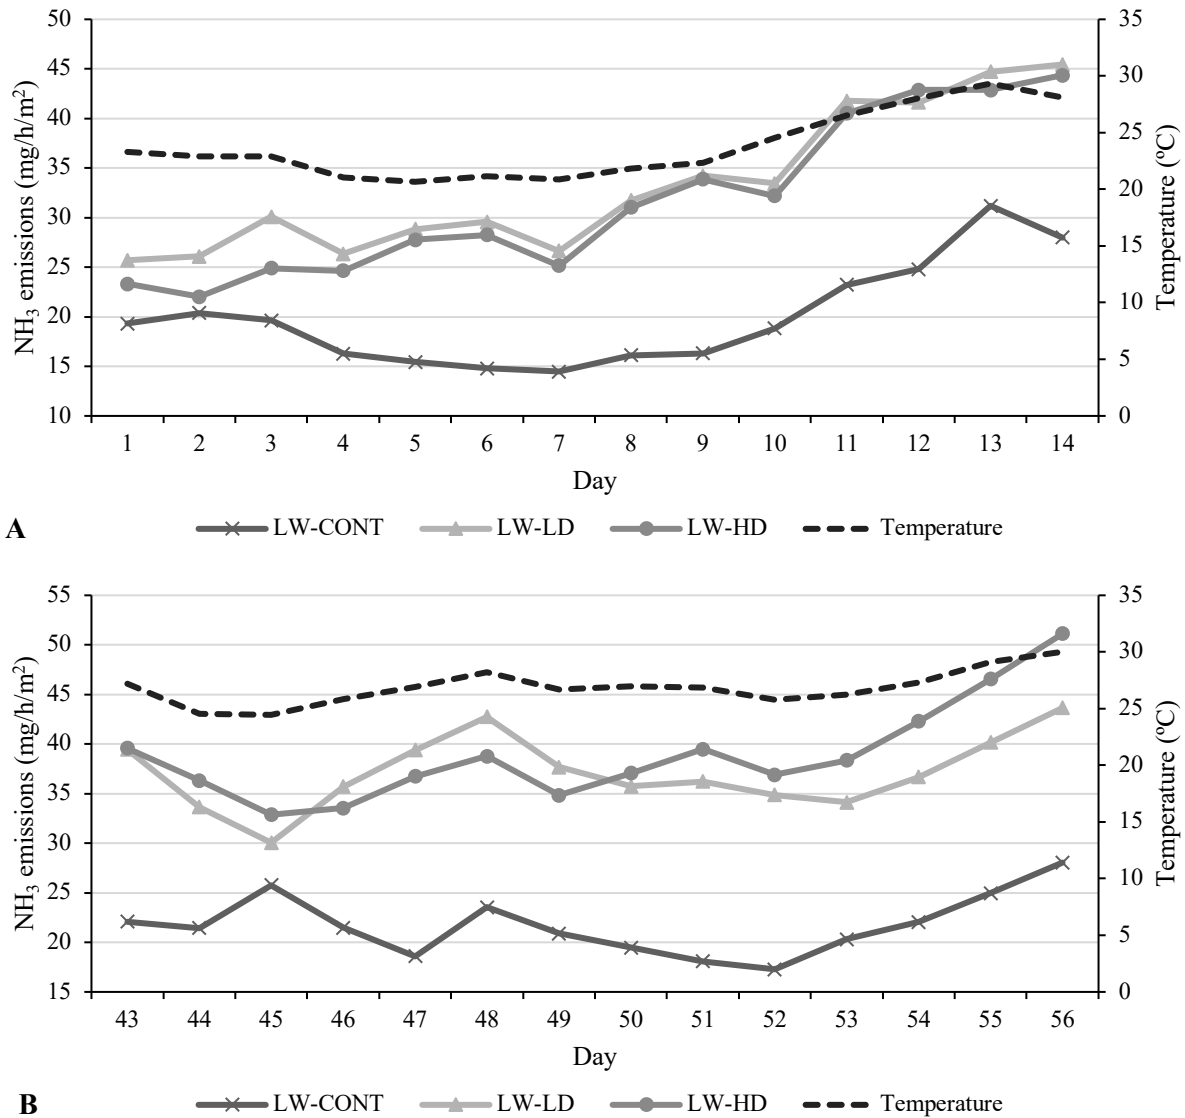 50
45
40
35
30
25
20
15
10
NH₃ emissions (mg/h/m²)
35
30
25
20
15
10
5
0
Temperature (ºC)
1 2 3 4 5 6 7 8 9 10 11 12 13 14
Day
A
LW-CONT LW-LD LW-HD Temperature
55
50
45
40
35
30
25
20
15
NH₃ emissions (mg/h/m²)
35
30
25
20
15
10
5
0
Temperature (ºC)
43 44 45 46 47 48 49 50 51 52 53 54 55 56
Day
B
LW-CONT LW-LD LW-HD Temperature